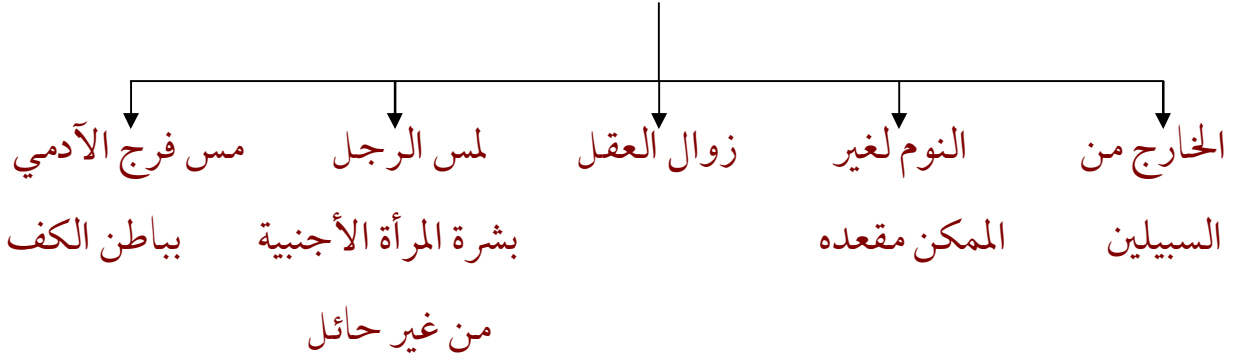 الخارج من
السبيلين
النوم لغير
الممكن مقعده
زوال العقل
لمس الرجل
بشرة المرأة الأجنبية
من غير حائل
مس فرج الآدمي
بباطن الكف